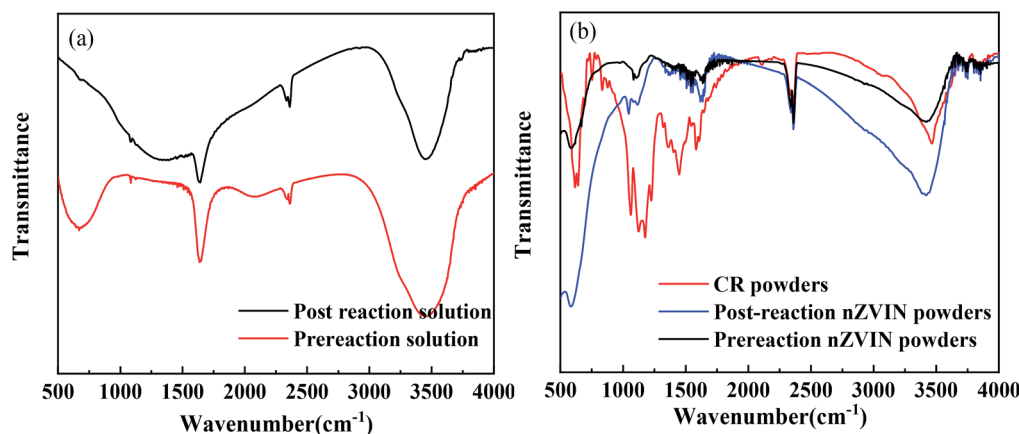 (a)
Transmittance
Post reaction solution
Prereaction solution
500 1000 1500 2000 2500 3000 3500 4000
Wavenumber(cm⁻¹)
(b)
Transmittance
CR powders
Post-reaction nZVIN powders
Prereaction nZVIN powders
500 1000 1500 2000 2500 3000 3500 4000
Wavenumber(cm⁻¹)